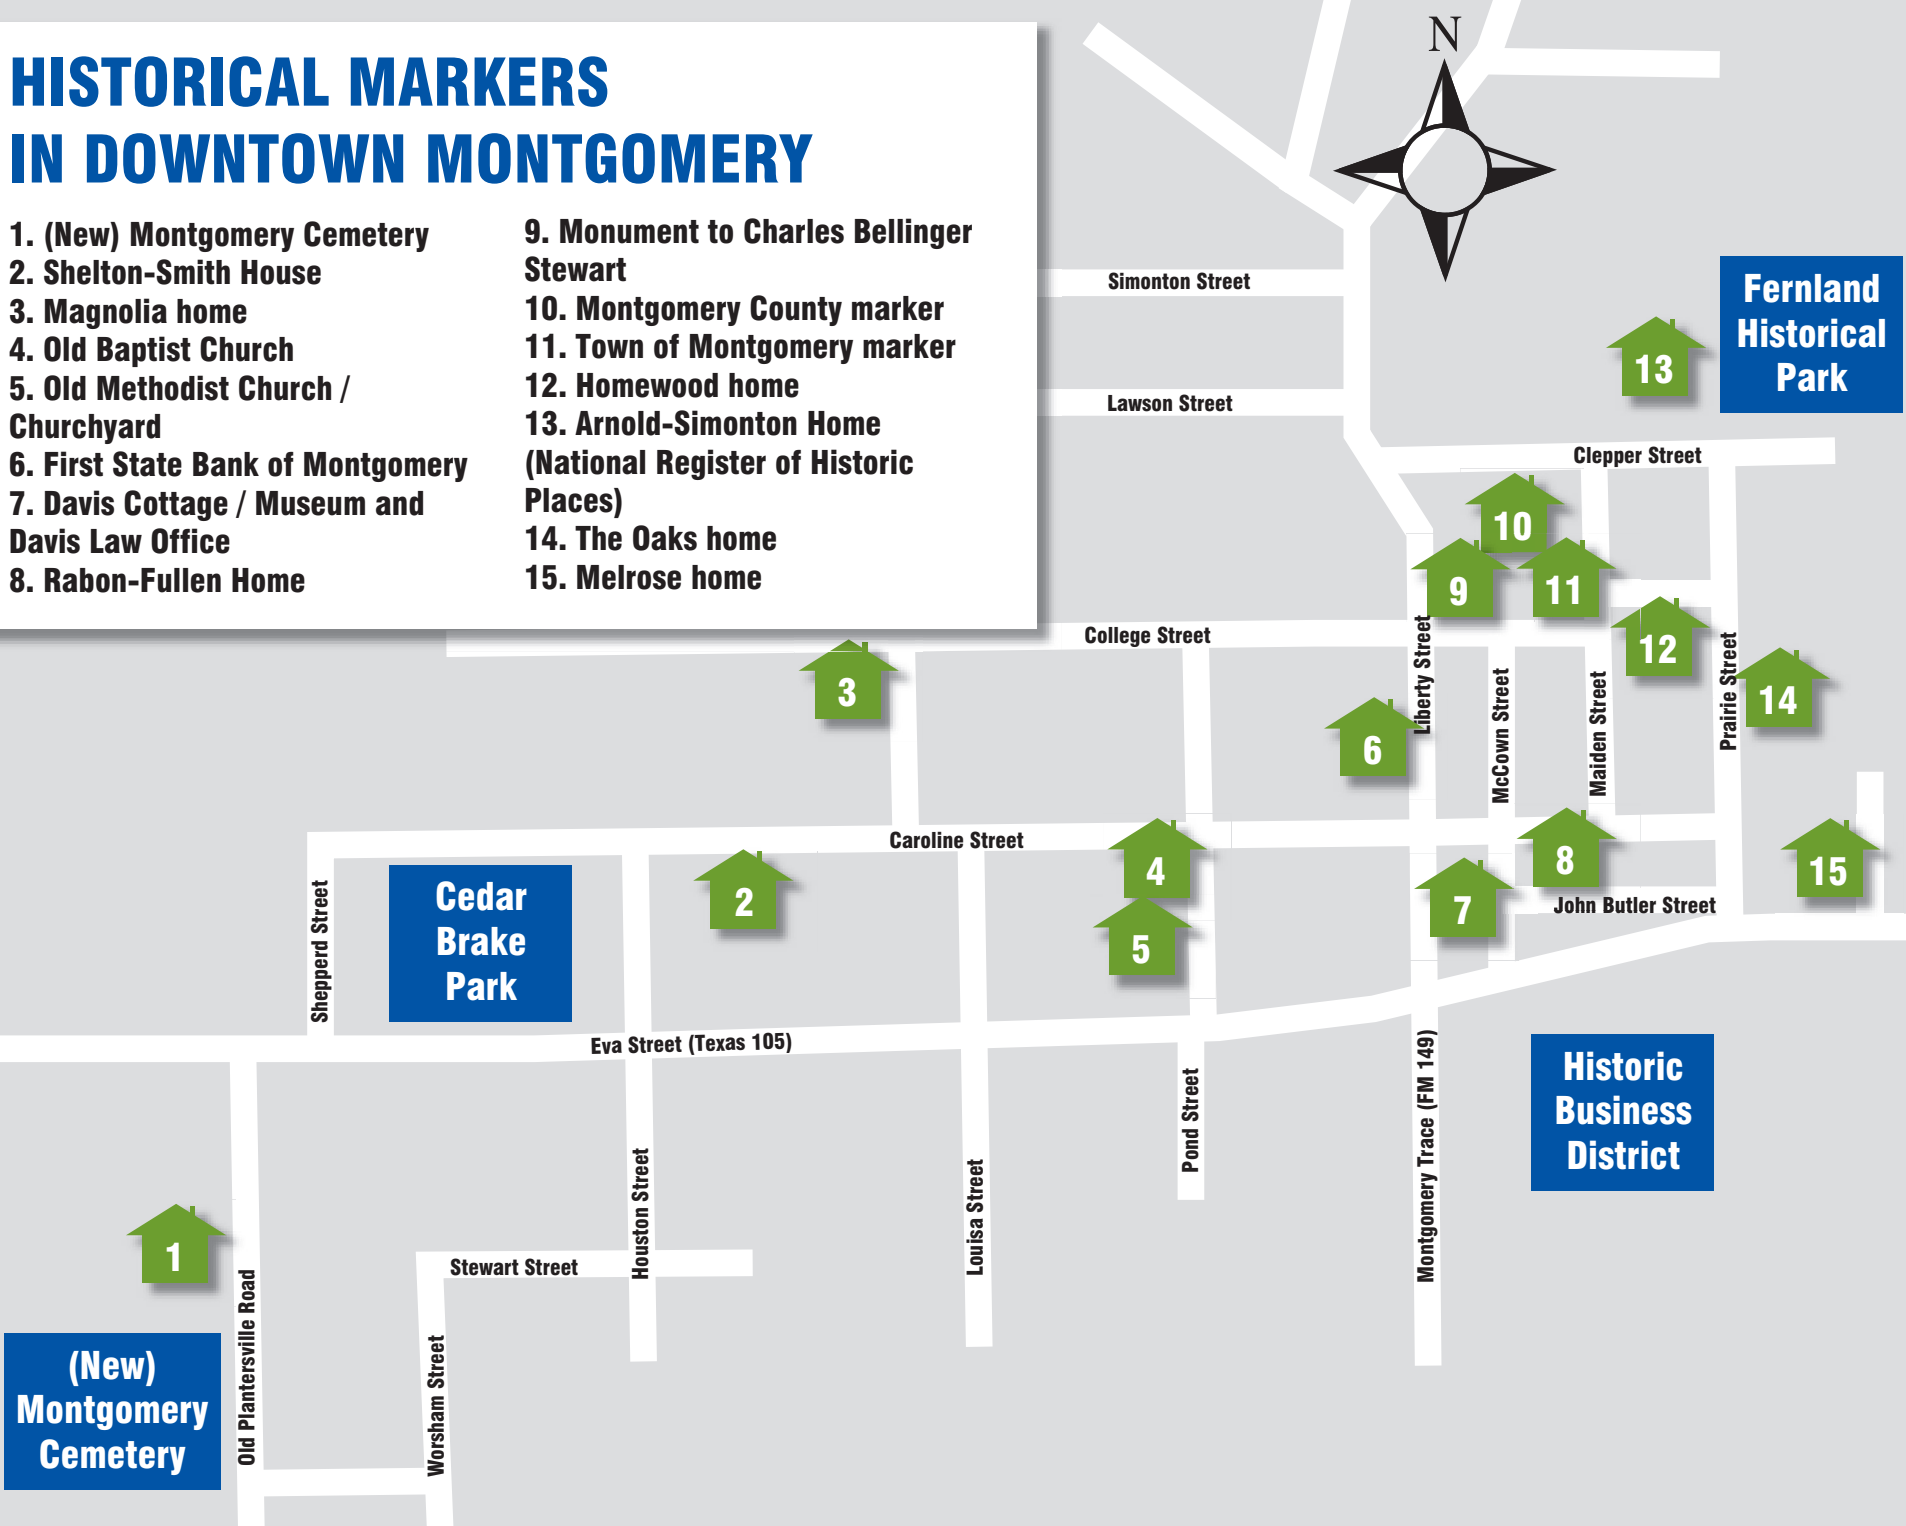 HISTORICAL MARKERS
IN DOWNTOWN MONTGOMERY
1. (New) Montgomery Cemetery
2. Shelton-Smith House
3. Magnolia home
4. Old Baptist Church
5. Old Methodist Church /
Churchyard
6. First State Bank of Montgomery
7. Davis Cottage / Museum and
Davis Law Office
8. Rabon-Fullen Home
9. Monument to Charles Bellinger
Stewart
10. Montgomery County marker
11. Town of Montgomery marker
12. Homewood home
13. Arnold-Simonton Home
(National Register of Historic
Places)
14. The Oaks home
15. Melrose home
N
Simonton Street
Fernland
Historical
Park
13
Lawson Street
Clepper Street
10
9
11
College Street
12
3
Liberty Street
McCown Street
Maiden Street
Prairie Street
14
6
Caroline Street
Shepperd Street
Cedar
Brake
Park
2
4
5
8
7
15
John Butler Street
Eva Street (Texas 105)
Historic
Business
District
Pond Street
Montgomery Trace (FM 149)
Houston Street
Louisa Street
1
Stewart Street
Old Plantersville Road
Worsham Street
(New)
Montgomery
Cemetery